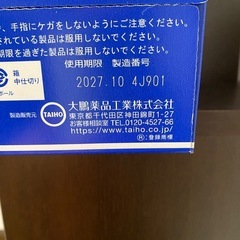 き、手指にケガをしないようにご注意ください。
されている製品は服用しないでください。
期限を過ぎた製品は服用しないでください。
使用期限 製造番号
2027.10 4J901
箱
中仕切り
ボール
製造販売元 TAIHO 大鵬薬品工業株式会社
東京都千代田区神田錦町1-27
お客様相談室 TEL.0120-4527-66
https://www.taiho.co.jp/
®:登録商標